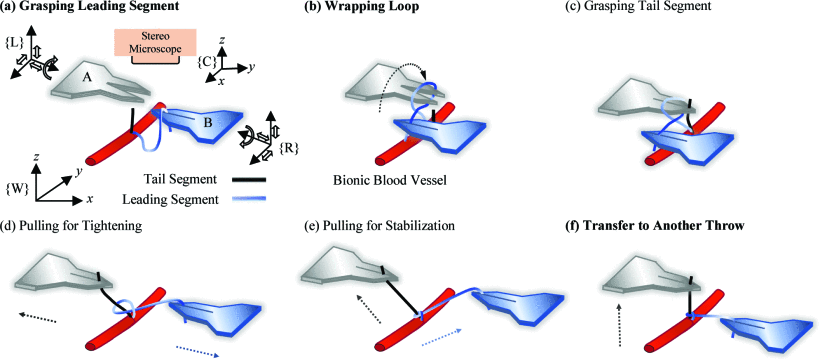 (a) Grasping Leading Segment
(b) Wrapping Loop
(c) Grasping Tail Segment
{L}
Stereo
Microscope
{C}
z
y
x
A
B
{R}
{W}
z
y
x
Tail Segment
Leading Segment
Bionic Blood Vessel
(d) Pulling for Tightening
(e) Pulling for Stabilization
(f) Transfer to Another Throw